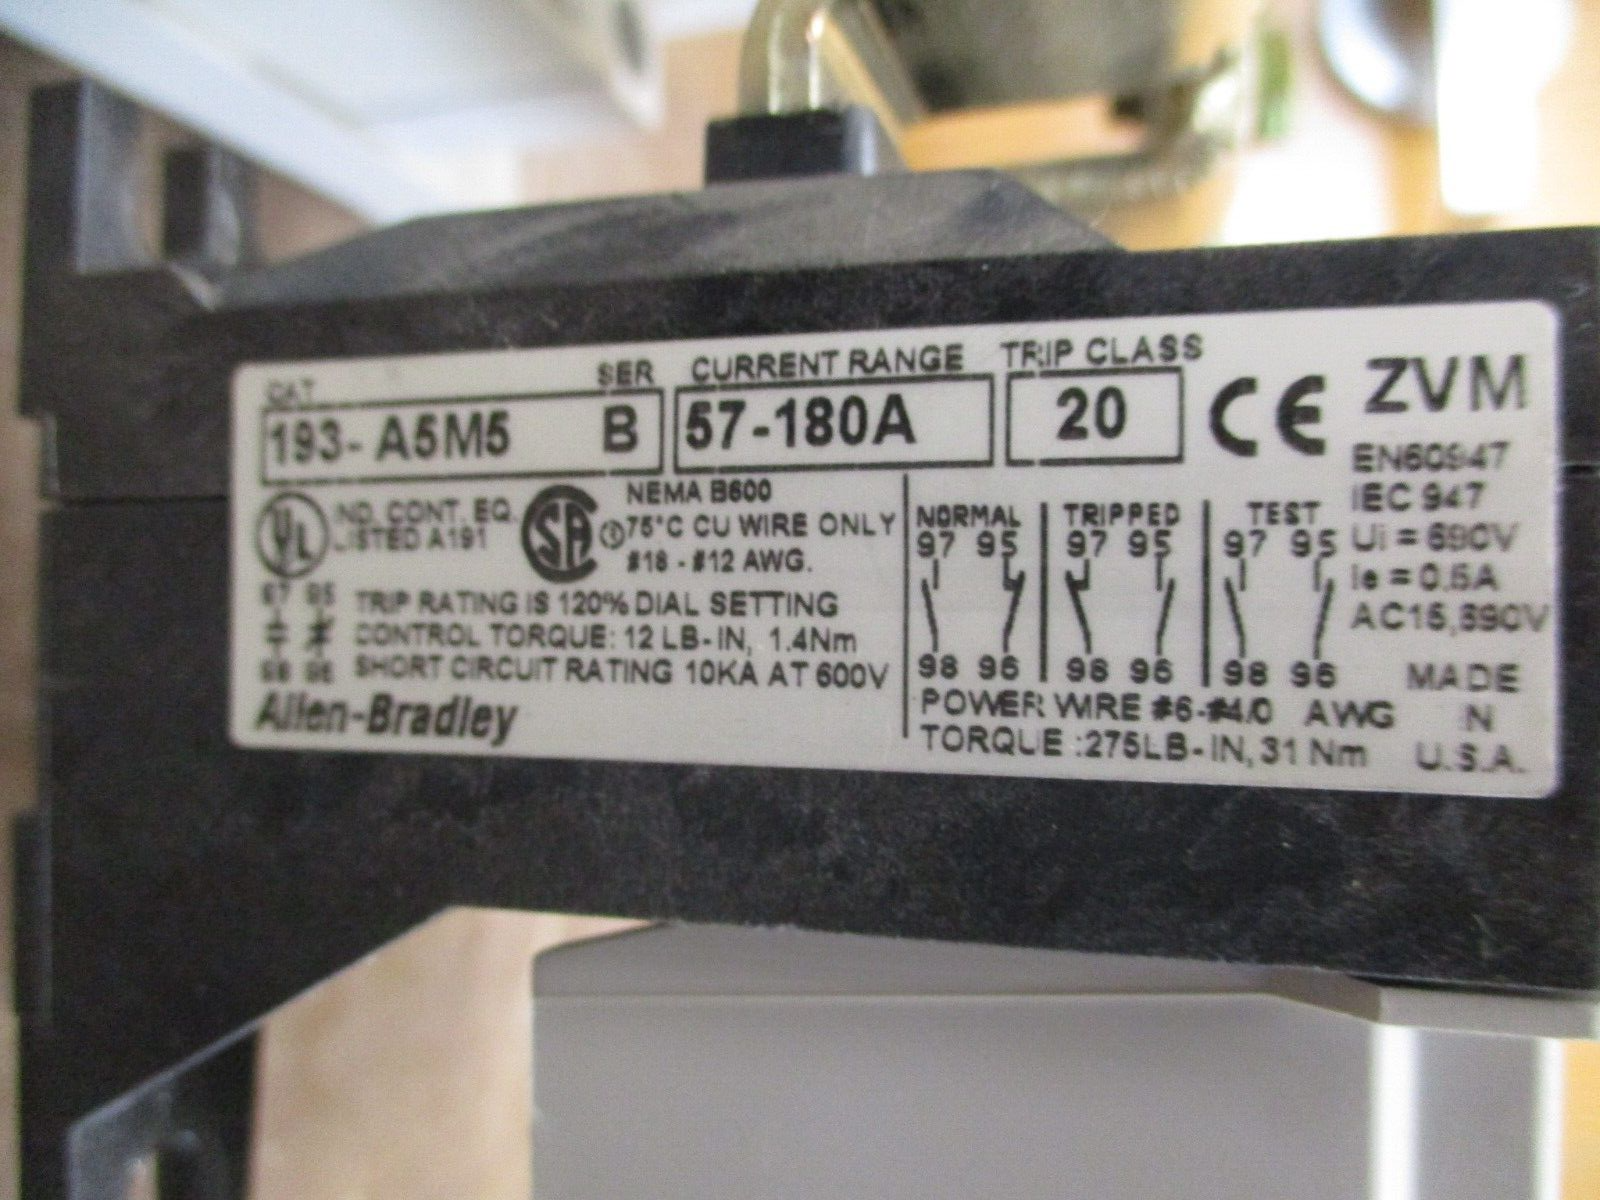 CAT SER CURRENT RANGE TRIP CLASS
193-A5M5 B 57-180A 20 CE ZVM
EN60947
IEC 947
Ui = 690V
Ie = 0.5A
AC15, 690V
UL IND. CONT. EQ.
LISTED A191
SA NEMA B600
75°C CU WIRE ONLY
#18 - #12 AWG.
97 95
98 96
TRIP RATING IS 120% DIAL SETTING
CONTROL TORQUE: 12 LB-IN, 1.4Nm
SHORT CIRCUIT RATING 10KA AT 600V
Allen-Bradley
NORMAL TRIPPED TEST
97 95 97 95 97 95
98 96 98 96 98 96
POWER WIRE #6-#4/0 AWG
TORQUE :275LB-IN, 31 Nm
MADE
IN
U.S.A.